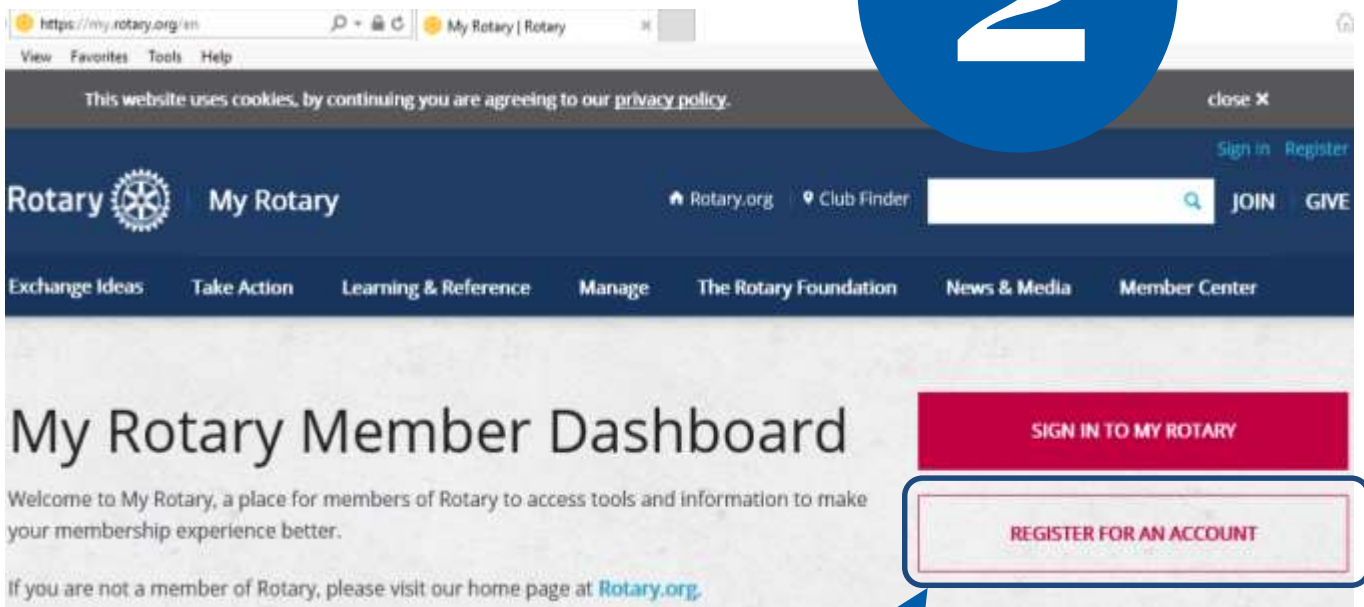 https://my.rotary.org/en My Rotary | Rotary
View Favorites Tools Help
2
This website uses cookies, by continuing you are agreeing to our privacy policy. close ✖
Sign in Register
Rotary My Rotary Rotary.org Club Finder JOIN GIVE
Exchange Ideas Take Action Learning & Reference Manage The Rotary Foundation News & Media Member Center
My Rotary Member Dashboard
SIGN IN TO MY ROTARY
Welcome to My Rotary, a place for members of Rotary to access tools and information to make
your membership experience better.
REGISTER FOR AN ACCOUNT
If you are not a member of Rotary, please visit our home page at Rotary.org.